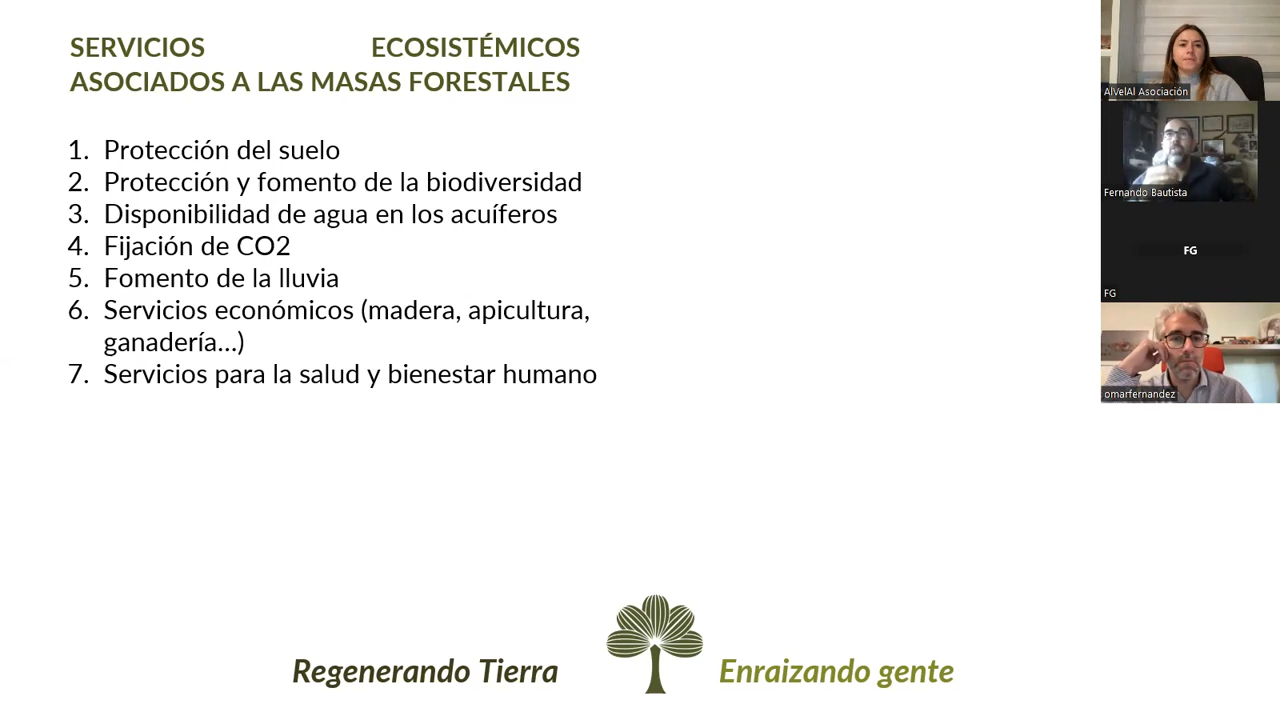 SERVICIOS ECOSISTÉMICOS
ASOCIADOS A LAS MASAS FORESTALES
1. Protección del suelo
2. Protección y fomento de la biodiversidad
3. Disponibilidad de agua en los acuíferos
4. Fijación de CO2
5. Fomento de la lluvia
6. Servicios económicos (madera, apicultura,
ganadería...)
7. Servicios para la salud y bienestar humano
Regenerando Tierra
Enraizando gente
AlVelAl Asociación
Fernando Bautista
FG
FG
omarfernandez